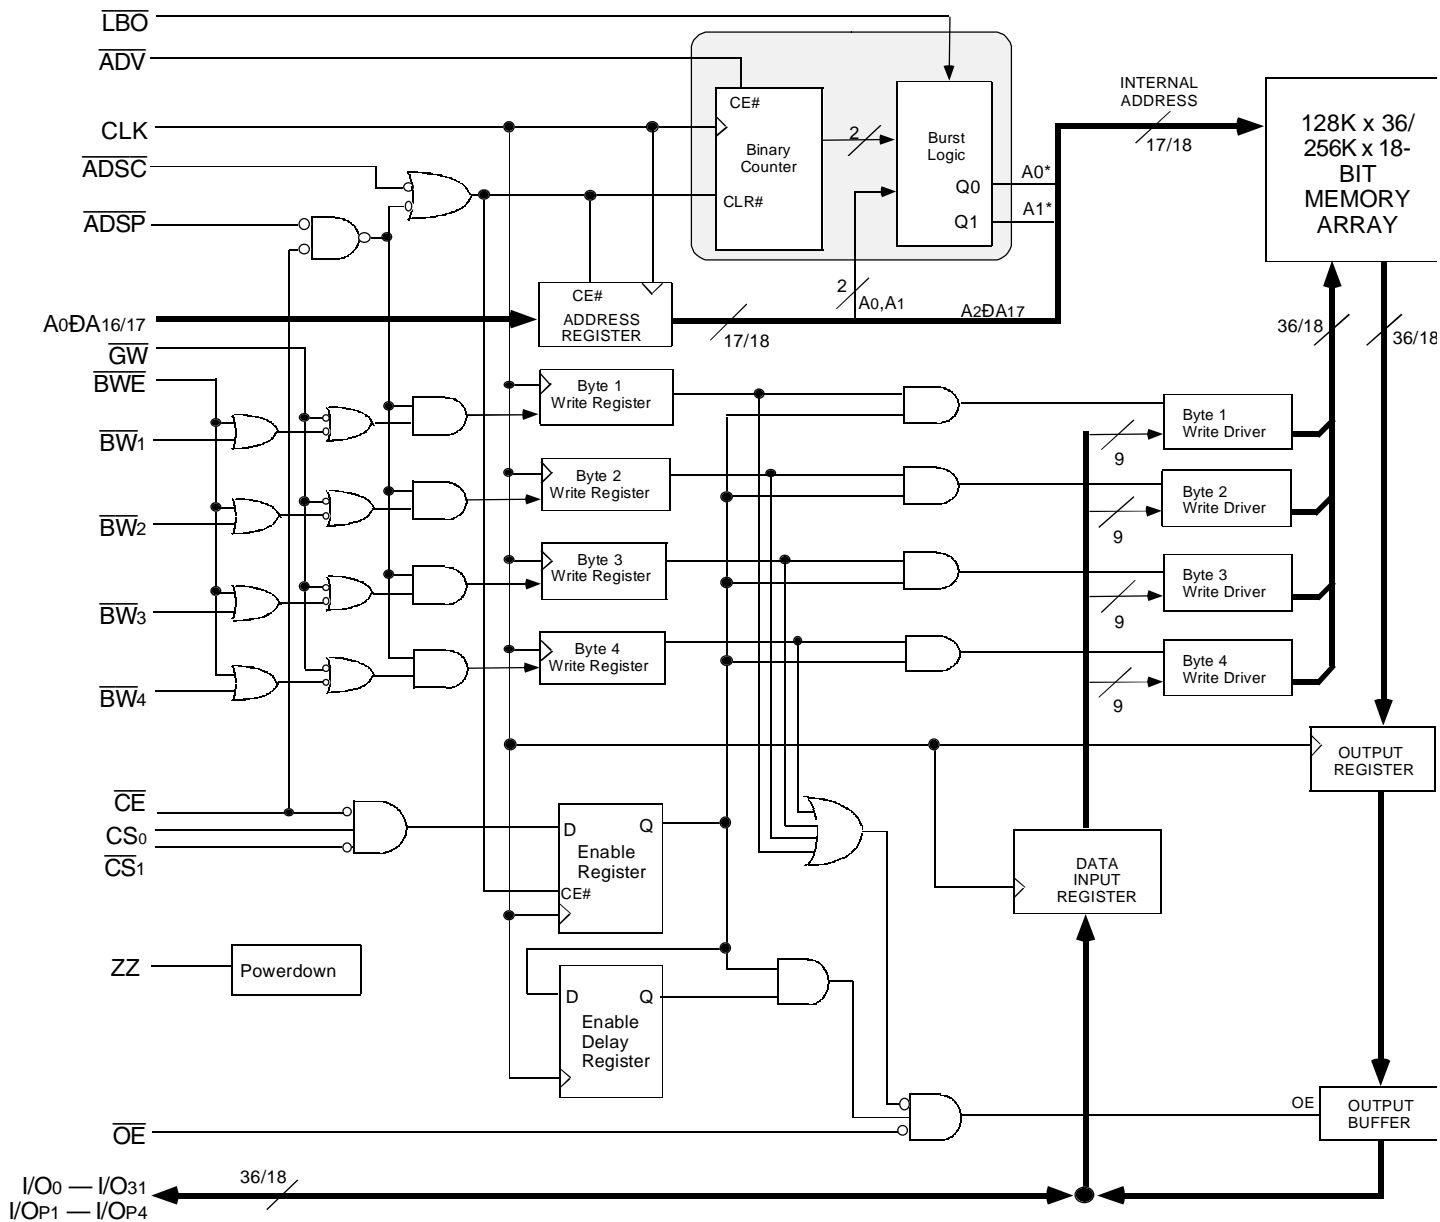 LBO
ADV
CLK
ADSC
ADSP
A0ÐA16/17
GW
BWE
BW1
BW2
BW3
BW4
CE
CS0
CS1
ZZ
OE
I/O0 — I/O31
I/OP1 — I/OP4
36/18
Powerdown
CE#
Binary
Counter
CLR#
2
Burst
Logic
Q0
Q1
A0*
A1*
2
A0,A1
A2ÐA17
INTERNAL
ADDRESS
17/18
128K x 36/
256K x 18-
BIT
MEMORY
ARRAY
CE#
ADDRESS
REGISTER
17/18
36/18
36/18
Byte 1
Write Register
Byte 2
Write Register
Byte 3
Write Register
Byte 4
Write Register
Byte 1
Write Driver
9
Byte 2
Write Driver
9
Byte 3
Write Driver
9
Byte 4
Write Driver
9
OUTPUT
REGISTER
D
Q
Enable
Register
CE#
DATA
INPUT
REGISTER
D
Q
Enable
Delay
Register
OE
OUTPUT
BUFFER